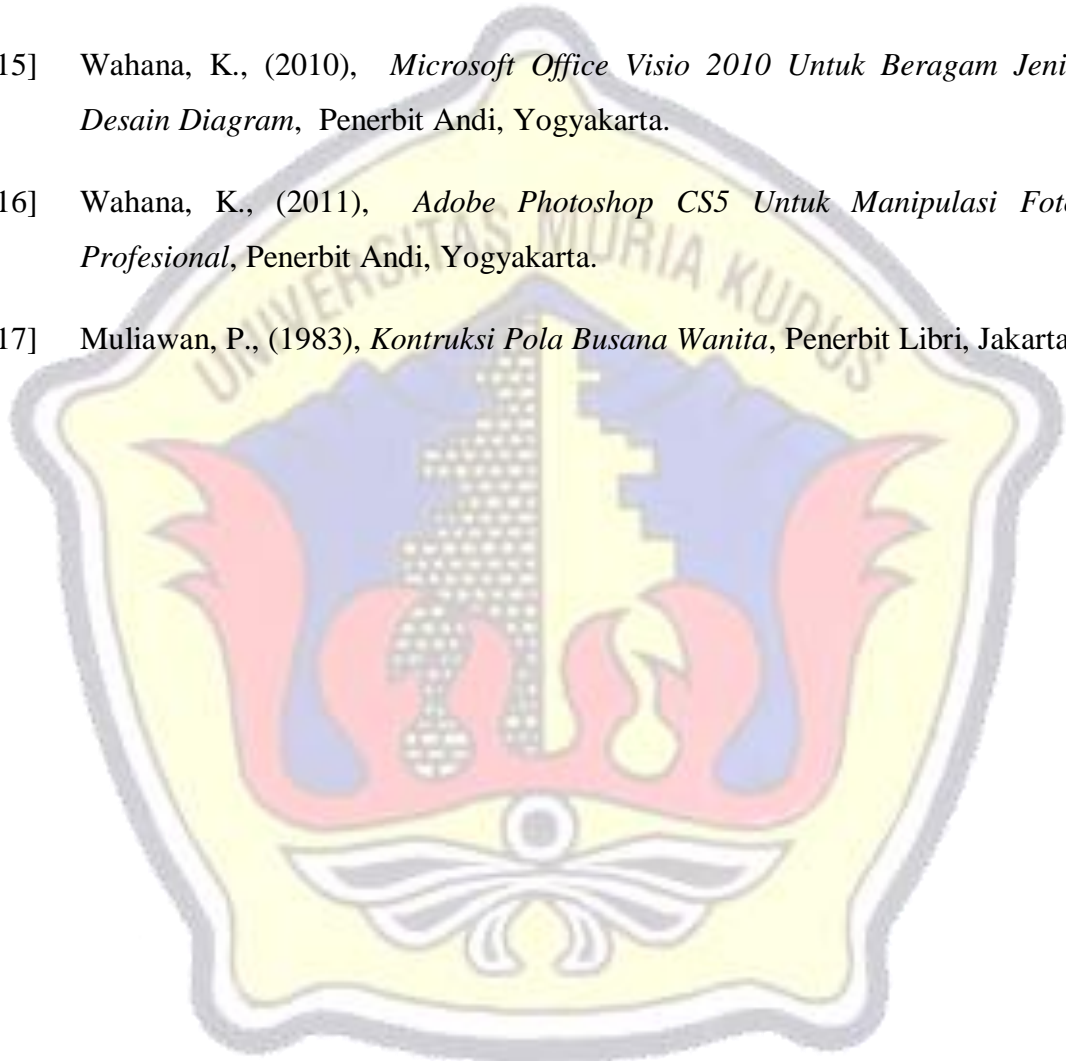 15] Wahana, K., (2010), Microsoft Office Visio 2010 Untuk Beragam Jeni
Desain Diagram, Penerbit Andi, Yogyakarta.
16] Wahana, K., (2011), Adobe Photoshop CS5 Untuk Manipulasi Foto
Profesional, Penerbit Andi, Yogyakarta.
17] Muliawan, P., (1983), Kontruksi Pola Busana Wanita, Penerbit Libri, Jakarta
UNIVERSITAS MURIA KUDUS